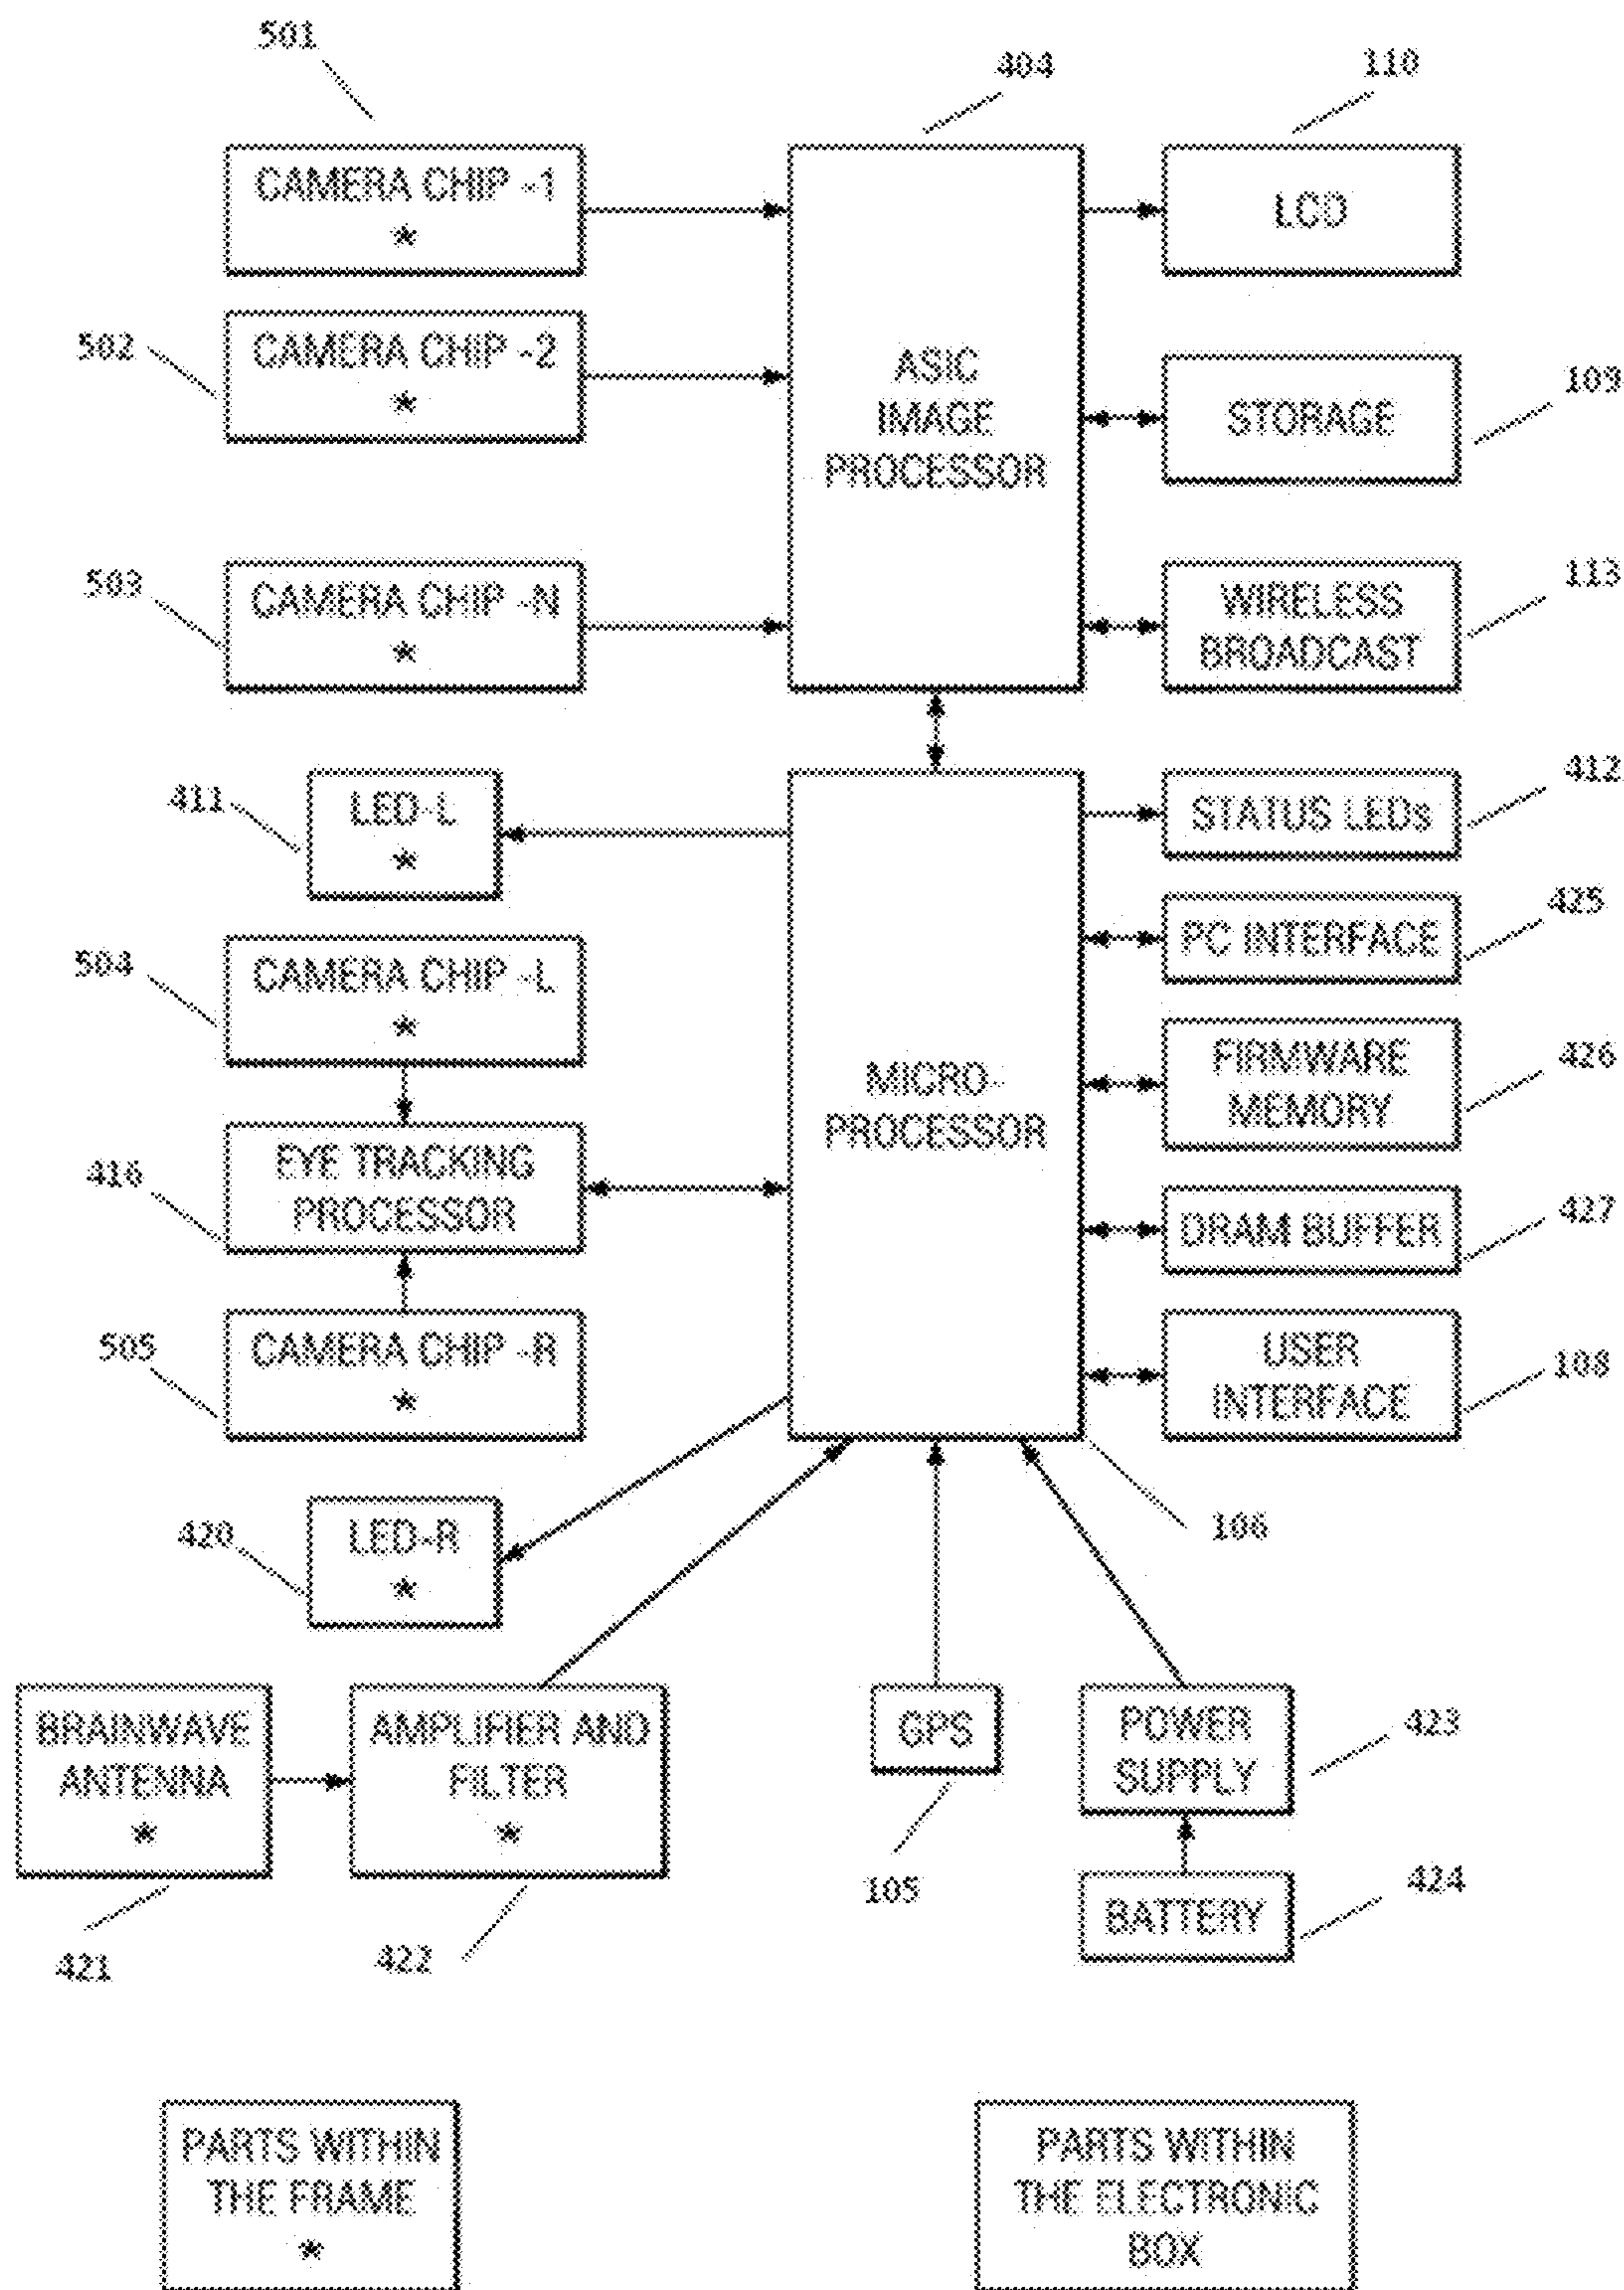 501
404
110
CAMERA CHIP -1
*
LCD
502
CAMERA CHIP -2
*
ASIC
IMAGE
PROCESSOR
STORAGE
109
503
CAMERA CHIP -N
*
WIRELESS
BROADCAST
113
411
LED-L
*
STATUS LEDs
412
504
CAMERA CHIP -L
*
PC INTERFACE
425
MICRO-
PROCESSOR
FIRMWARE
MEMORY
426
416
EYE TRACKING
PROCESSOR
DRAM BUFFER
427
505
CAMERA CHIP -R
*
USER
INTERFACE
108
420
LED-R
*
106
BRAINWAVE
ANTENNA
*
AMPLIFIER AND
FILTER
*
GPS
POWER
SUPPLY
423
105
BATTERY
424
421
422
PARTS WITHIN
THE FRAME
*
PARTS WITHIN
THE ELECTRONIC
BOX